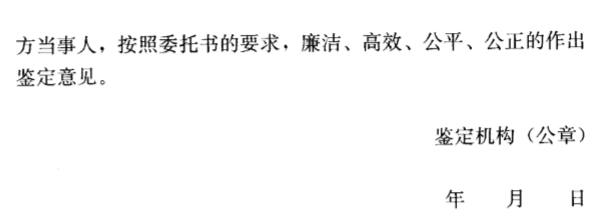 方当事人，按照委托书的要求，廉洁、高效、公平、公正的作出
鉴定意见。
鉴定机构（公章）
年 月 日